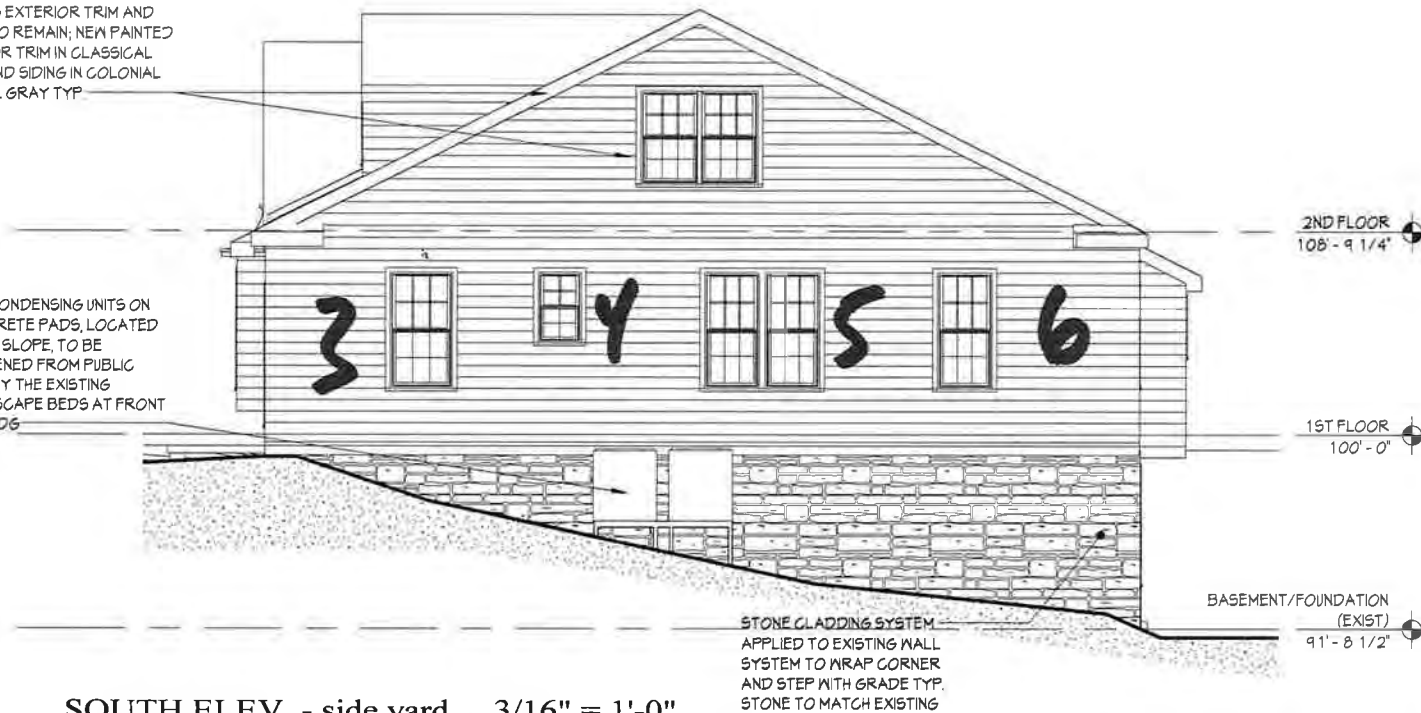 EXTERIOR TRIM AND
O REMAIN; NEW PAINTED
OR TRIM IN CLASSICAL
ND SIDING IN COLONIAL
GRAY TYP.
2ND FLOOR
108' - 9 1/4"
3 4 5 6
ONDENSING UNITS ON
RETE PADS, LOCATED
SLOPE, TO BE
ENED FROM PUBLIC
Y THE EXISTING
SCAPE BEDS AT FRONT
DG
1ST FLOOR
100' - 0"
BASEMENT/FOUNDATION
(EXIST)
91' - 8 1/2"
STONE CLADDING SYSTEM
APPLIED TO EXISTING WALL
SYSTEM TO WRAP CORNER
AND STEP WITH GRADE TYP.
STONE TO MATCH EXISTING
SOUTH ELEV. - side yard 3/16" = 1'-0"